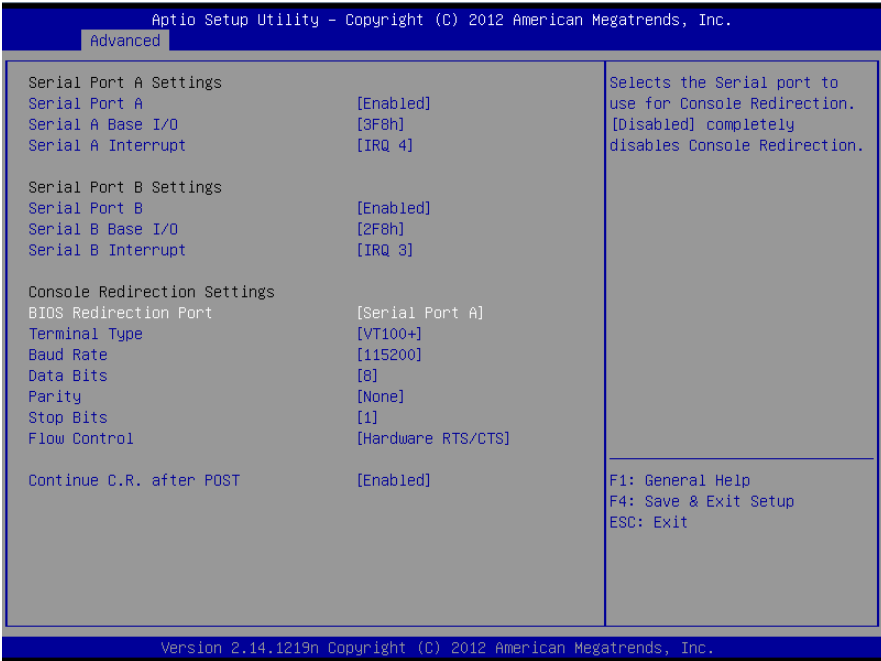 Aptio Setup Utility – Copyright (C) 2012 American Megatrends, Inc.
Advanced
Serial Port A Settings
Serial Port A [Enabled]
Serial A Base I/O [3F8h]
Serial A Interrupt [IRQ 4]
Serial Port B Settings
Serial Port B [Enabled]
Serial B Base I/O [2F8h]
Serial B Interrupt [IRQ 3]
Console Redirection Settings
BIOS Redirection Port [Serial Port A]
Terminal Type [VT100+]
Baud Rate [115200]
Data Bits [8]
Parity [None]
Stop Bits [1]
Flow Control [Hardware RTS/CTS]
Continue C.R. after POST [Enabled]
Selects the Serial port to
use for Console Redirection.
[Disabled] completely
disables Console Redirection.
F1: General Help
F4: Save & Exit Setup
ESC: Exit
Version 2.14.1219n Copyright (C) 2012 American Megatrends, Inc.